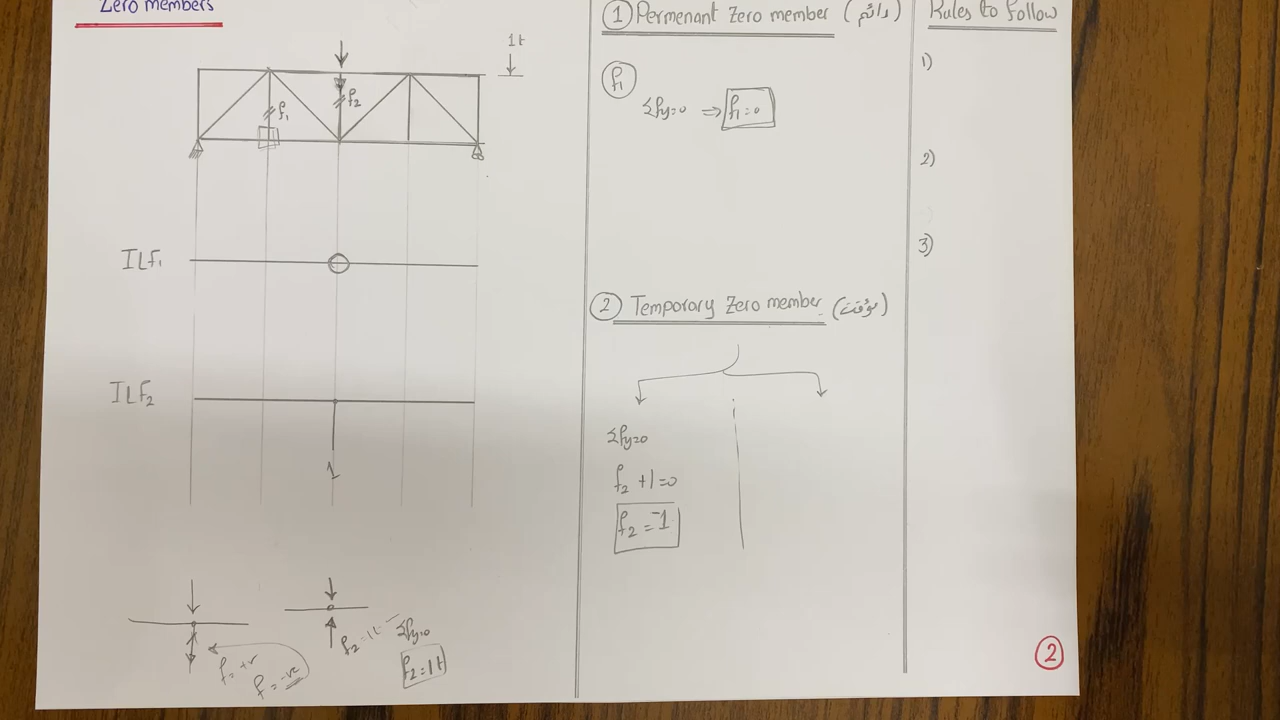 Zero members
1t
f₁
f₂
ILf₁
ILf₂
1
f=+v
f=-ve
f₂=1t
Σfy=0
f₂=1t
① Permenant Zero member (دائم)
f₁
Σfy=0 ⇒ f₁=0
② Temporary Zero member (مؤقت)
Σfy=0
f₂+1=0
f₂=-1
Rules to follow
1)
2)
3)
②